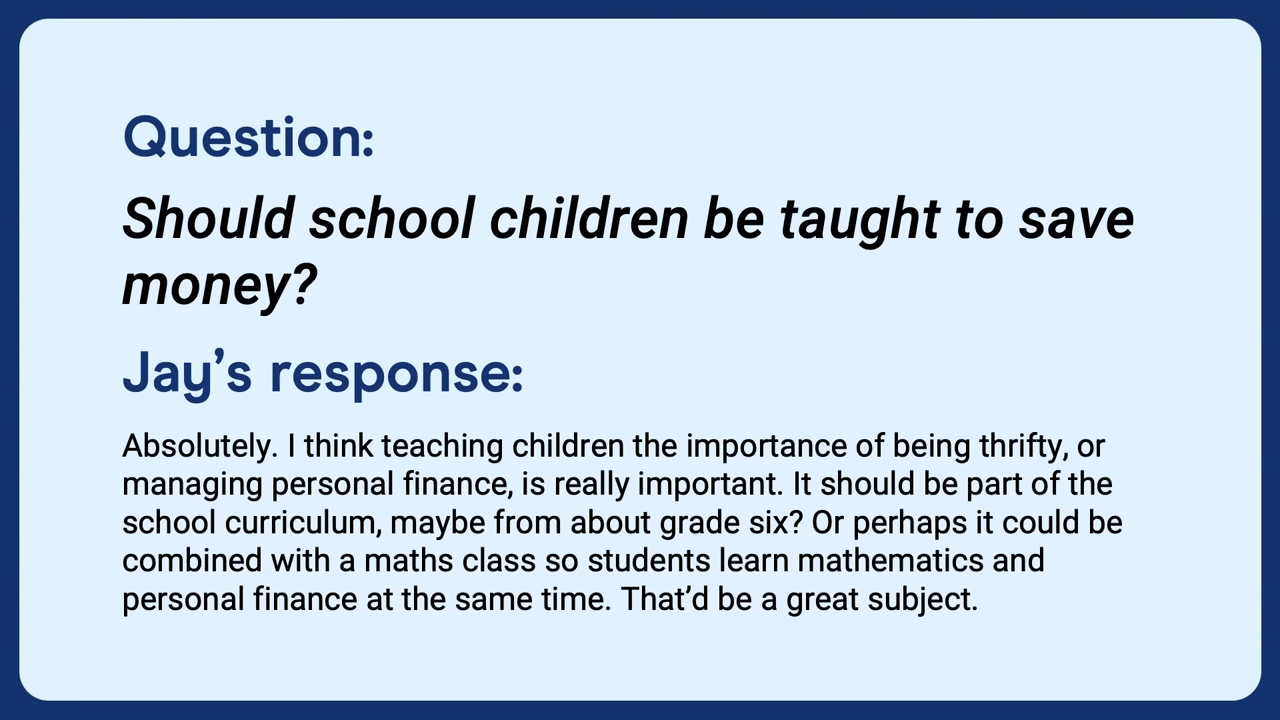 Question:
Should school children be taught to save
money?
Jay’s response:
Absolutely. I think teaching children the importance of being thrifty, or
managing personal finance, is really important. It should be part of the
school curriculum, maybe from about grade six? Or perhaps it could be
combined with a maths class so students learn mathematics and
personal finance at the same time. That’d be a great subject.